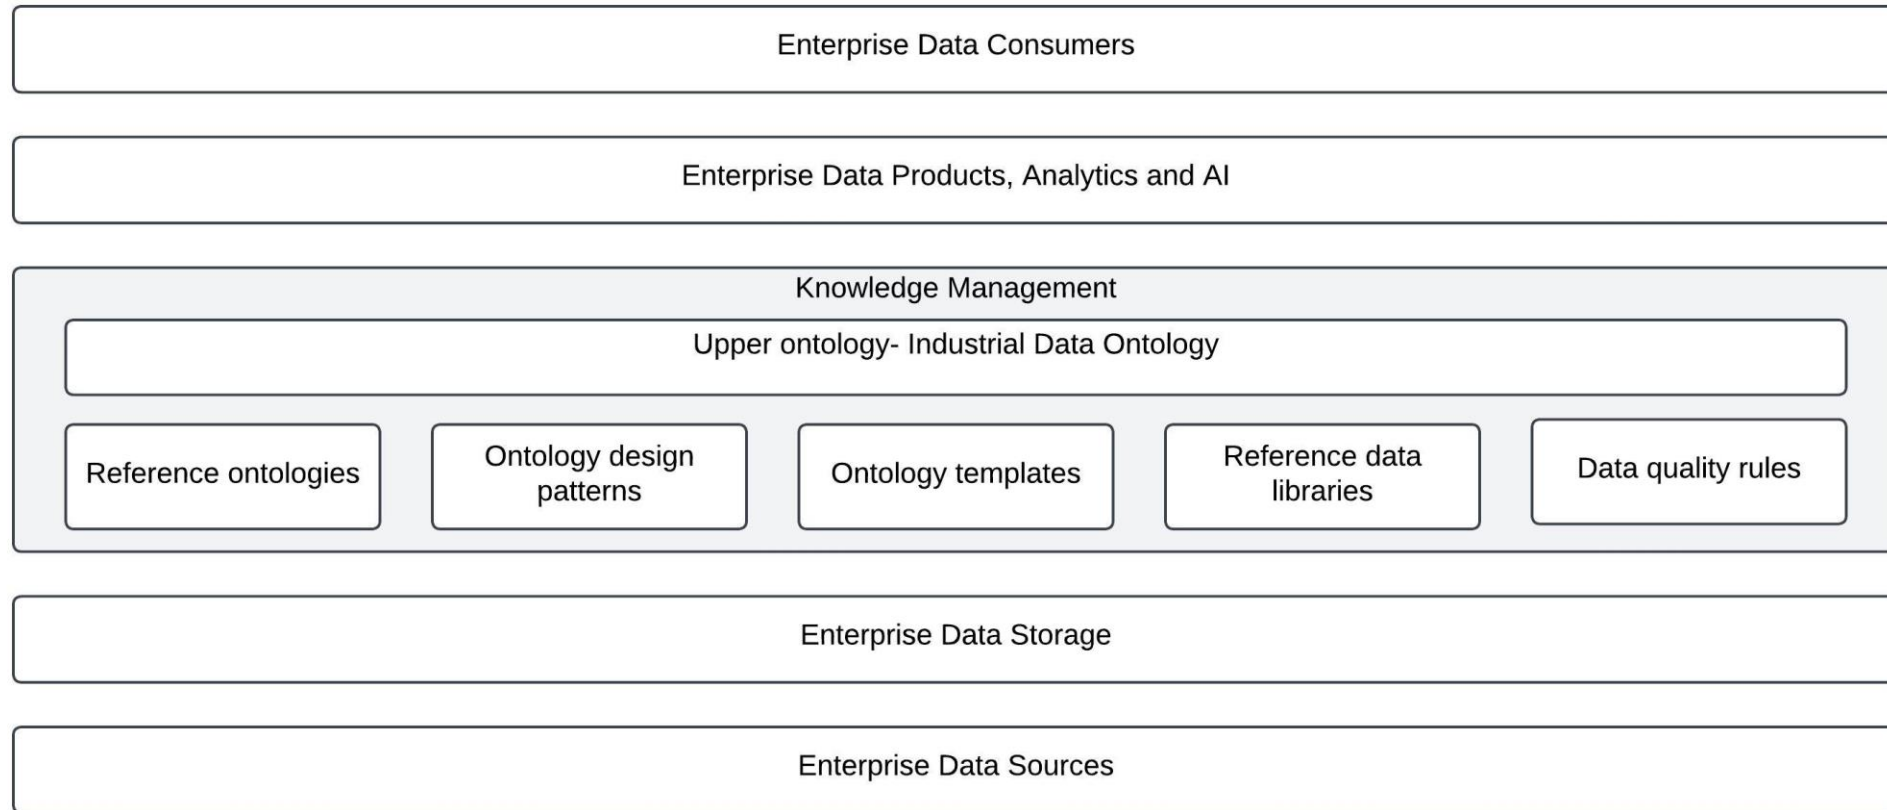 Enterprise Data Consumers
Enterprise Data Products, Analytics and AI
Knowledge Management
Upper ontology- Industrial Data Ontology
Reference ontologies
Ontology design
patterns
Ontology templates
Reference data
libraries
Data quality rules
Enterprise Data Storage
Enterprise Data Sources